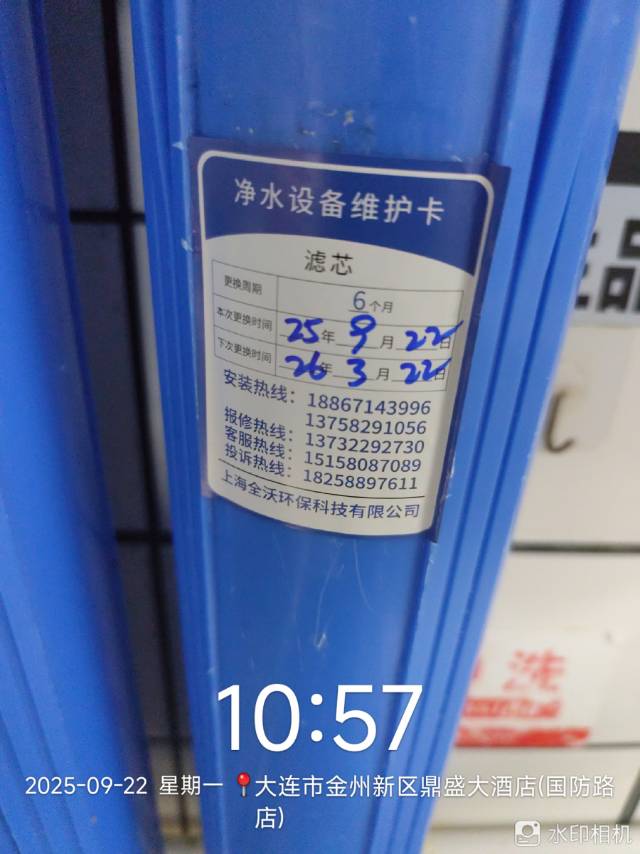 净水设备维护卡
滤芯
更换周期 6个月
本次更换时间 25年9月22日
下次更换时间 26年3月22日
安装热线：18867143996
13758291056
报修热线：13732292730
客服热线：15158087089
投诉热线：18258897611
上海全沃环保科技有限公司
洗
10:57
2025-09-22 星期一 大连市金州新区鼎盛大酒店(国防路
店)
水印相机